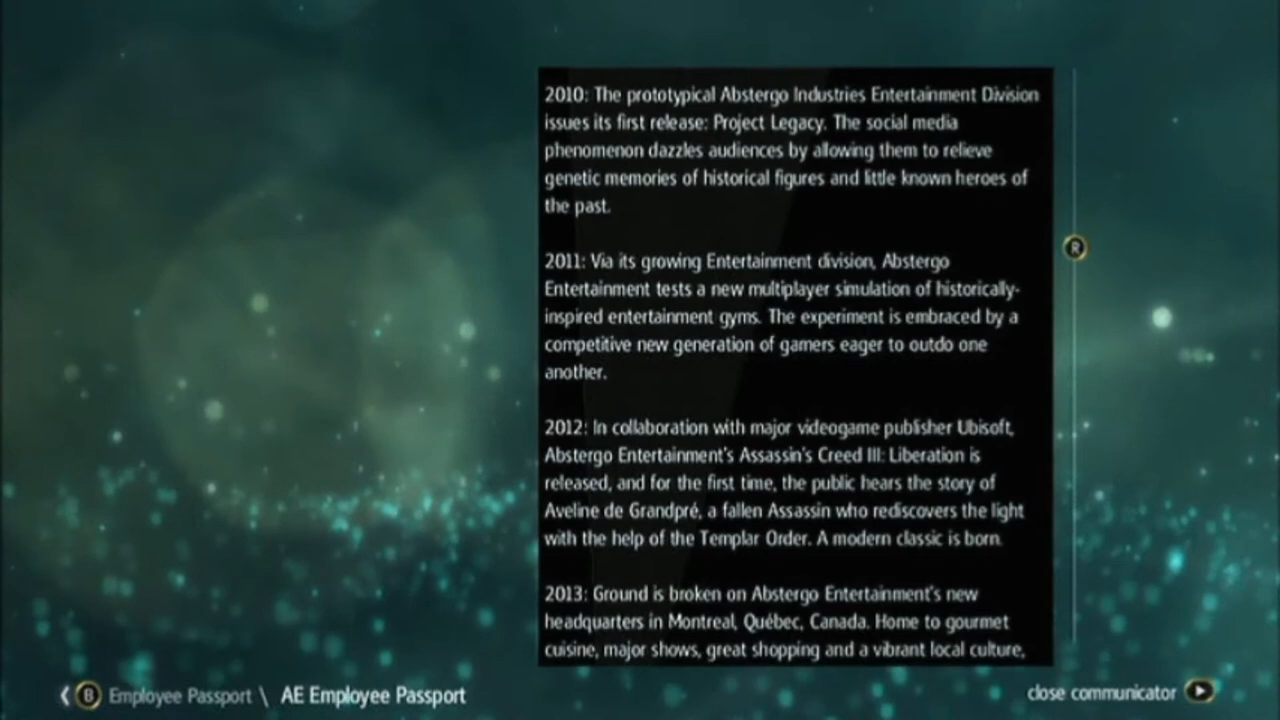 2010: The prototypical Abstergo Industries Entertainment Division
issues its first release: Project Legacy. The social media
phenomenon dazzles audiences by allowing them to relieve
genetic memories of historical figures and little known heroes of
the past.
2011: Via its growing Entertainment division, Abstergo
Entertainment tests a new multiplayer simulation of historically-
inspired entertainment gyms. The experiment is embraced by a
competitive new generation of gamers eager to outdo one
another.
2012: In collaboration with major videogame publisher Ubisoft,
Abstergo Entertainment's Assassin's Creed III: Liberation is
released, and for the first time, the public hears the story of
Aveline de Grandpré, a fallen Assassin who rediscovers the light
with the help of the Templar Order. A modern classic is born.
2013: Ground is broken on Abstergo Entertainment's new
headquarters in Montreal, Québec, Canada. Home to gourmet
cuisine, major shows, great shopping and a vibrant local culture,
R
B Employee Passport \ AE Employee Passport
close communicator